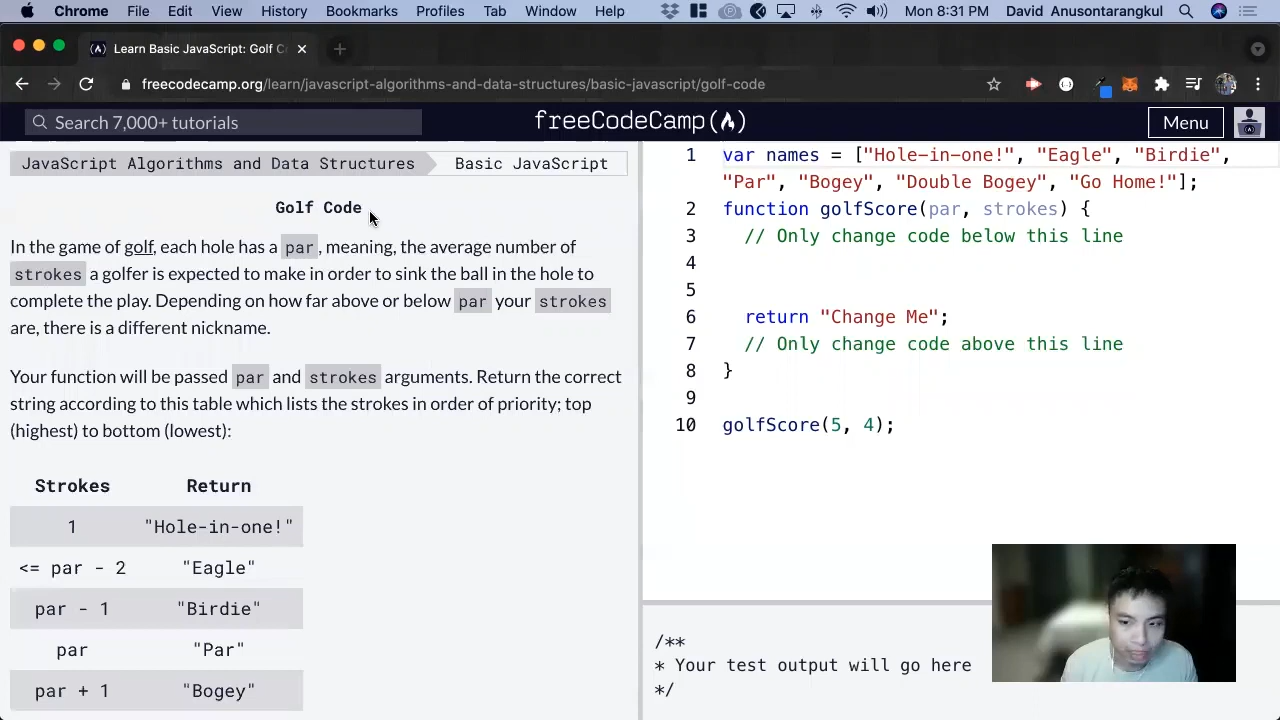 Chrome File Edit View History Bookmarks Profiles Tab Window Help Mon 8:31 PM David Anusontarangkul
Learn Basic JavaScript: Golf C
freecodecamp.org/learn/javascript-algorithms-and-data-structures/basic-javascript/golf-code
Search 7,000+ tutorials
freeCodeCamp
Menu
JavaScript Algorithms and Data Structures
Basic JavaScript
Golf Code
In the game of golf, each hole has a par, meaning, the average number of
strokes a golfer is expected to make in order to sink the ball in the hole to
complete the play. Depending on how far above or below par your strokes
are, there is a different nickname.
Your function will be passed par and strokes arguments. Return the correct
string according to this table which lists the strokes in order of priority; top
(highest) to bottom (lowest):
Strokes Return
1 "Hole-in-one!"
<= par - 2 "Eagle"
par - 1 "Birdie"
par "Par"
par + 1 "Bogey"
1 var names = ["Hole-in-one!", "Eagle", "Birdie",
"Par", "Bogey", "Double Bogey", "Go Home!"];
2 function golfScore(par, strokes) {
3 // Only change code below this line
4
5
6 return "Change Me";
7 // Only change code above this line
8 }
9
10 golfScore(5, 4);
/**
* Your test output will go here
*/